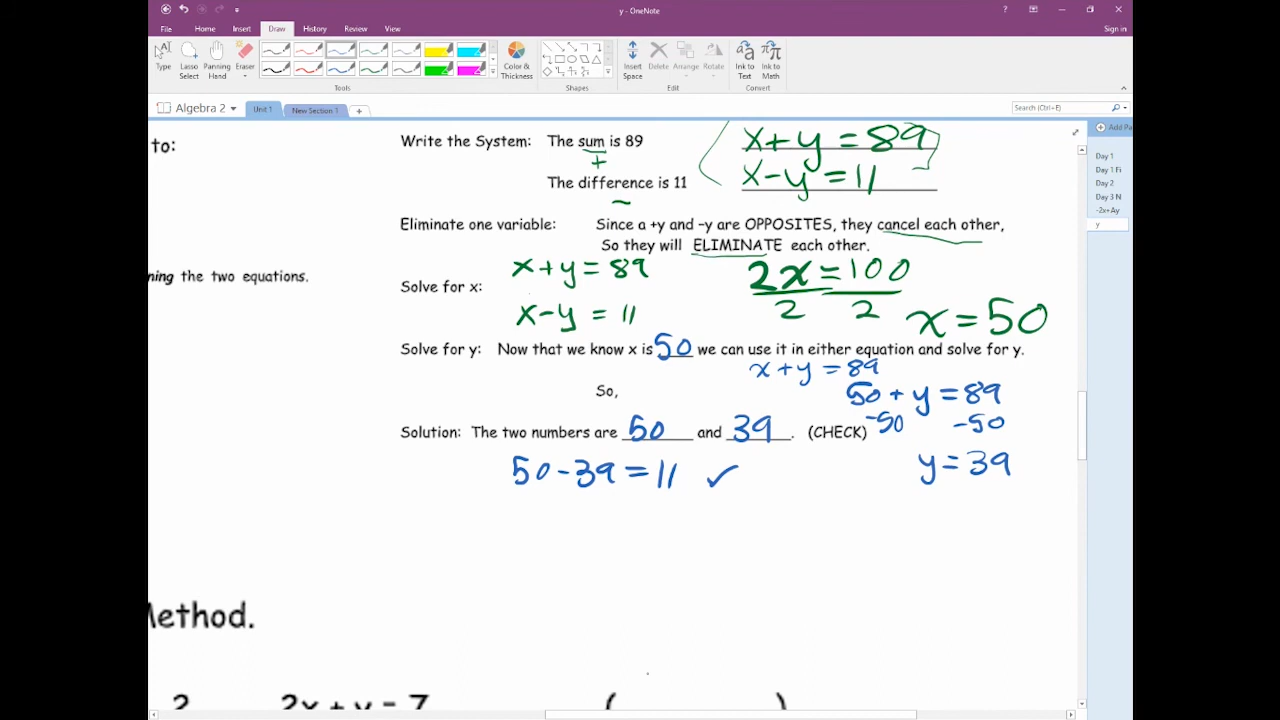 y - OneNote
File Home Insert Draw History Review View Sign in
Type Lasso Select Panning Hand Eraser Color & Thickness Insert Space Delete Arrange Rotate Ink to Text Ink to Math
Tools Shapes Edit Convert
Algebra 2 Unit 1 New Section 1 + Search (Ctrl+E)
Add Pa
Day 1
Day 1 Fi
Day 2
Day 3 N
-2x+Ay
y
to:
Write the System: The sum is 89 x+y=89
+
The difference is 11 x-y=11
-
Eliminate one variable: Since a +y and –y are OPPOSITES, they cancel each other,
So they will ELIMINATE each other.
ning the two equations.
Solve for x: x+y=89 2x=100
x-y=11 2 2 x=50
Solve for y: Now that we know x is 50 we can use it in either equation and solve for y.
x+y=89
So, 50+y=89
-50 -50
Solution: The two numbers are 50 and 39. (CHECK)
50-39=11 ✓ y=39
Method.
2 2x + y = 7 ( )